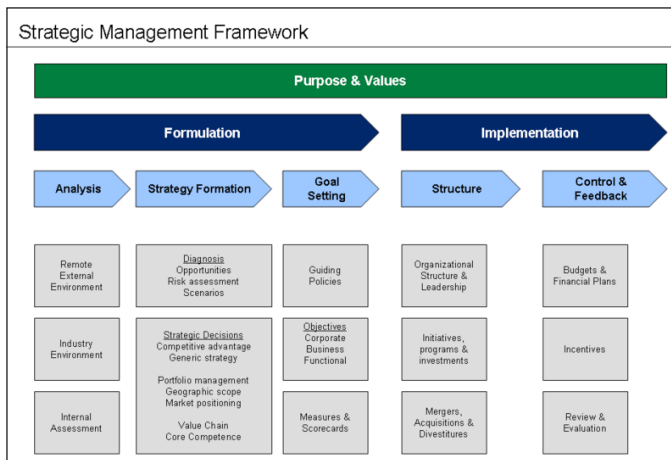 Strategic Management Framework
Purpose & Values
Formulation
Implementation
Analysis
Strategy Formation
Goal
Setting
Structure
Control &
Feedback
Remote
External
Environment
Diagnosis
Opportunities
Risk assessment
Scenarios
Guiding
Policies
Organizational
Structure &
Leadership
Budgets &
Financial Plans
Industry
Environment
Strategic Decisions
Competitive advantage
Generic strategy
Portfolio management
Geographic scope
Market positioning
Value Chain
Core Competence
Objectives
Corporate
Business
Functional
Initiatives,
programs &
investments
Incentives
Internal
Assessment
Measures &
Scorecards
Mergers,
Acquisitions &
Divestitures
Review &
Evaluation